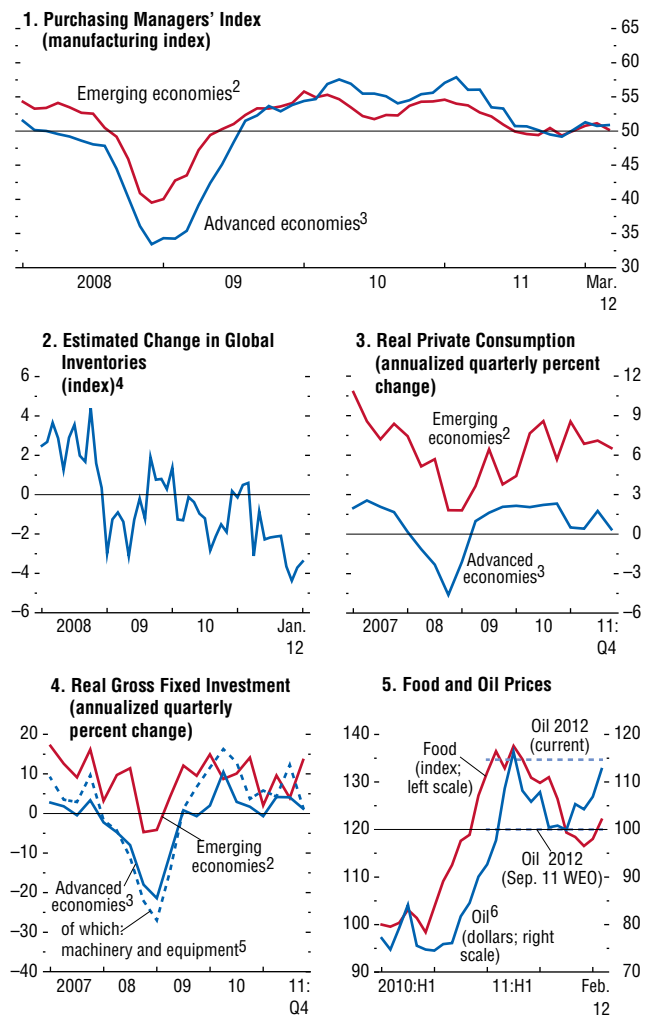 1. Purchasing Managers' Index
(manufacturing index)
65
60
55
50
45
40
35
30
Emerging economies2
Advanced economies3
2008
09
10
11
Mar.
12
2. Estimated Change in Global
Inventories
(index)4
6
4
2
0
−2
−4
−6
2008
09
10
Jan.
12
3. Real Private Consumption
(annualized quarterly percent
change)
12
9
6
3
0
−3
−6
Emerging
economies2
Advanced
economies3
2007
08
09
10
11:
Q4
4. Real Gross Fixed Investment
(annualized quarterly
percent change)
20
10
0
−10
−20
−30
−40
Emerging
economies2
Advanced
economies3
of which:
machinery and equipment5
2007
08
09
10
11:
Q4
5. Food and Oil Prices
140
130
120
110
100
90
120
110
100
90
80
70
Oil 2012
(current)
Food
(index;
left scale)
Oil 2012
(Sep. 11 WEO)
Oil6
(dollars; right
scale)
2010:H1
11:H1
Feb.
12